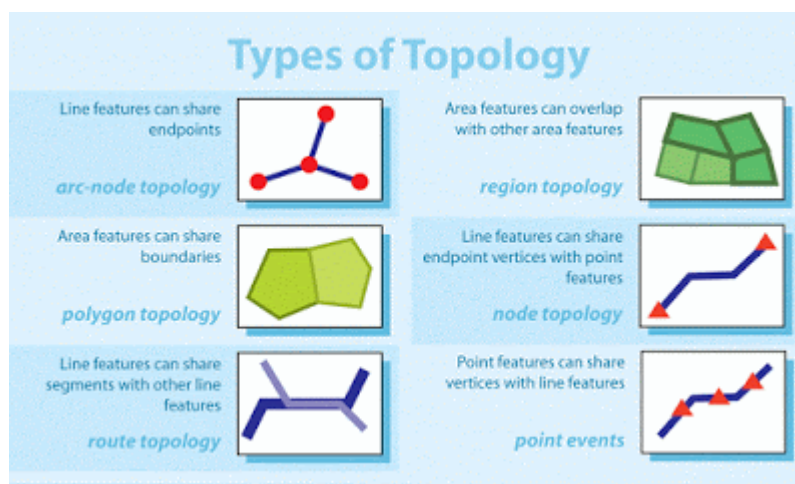 Types of Topology
Line features can share
endpoints
arc-node topology
Area features can overlap
with other area features
region topology
Area features can share
boundaries
polygon topology
Line features can share
endpoint vertices with point
features
node topology
Line features can share
segments with other line
features
route topology
Point features can share
vertices with line features
point events